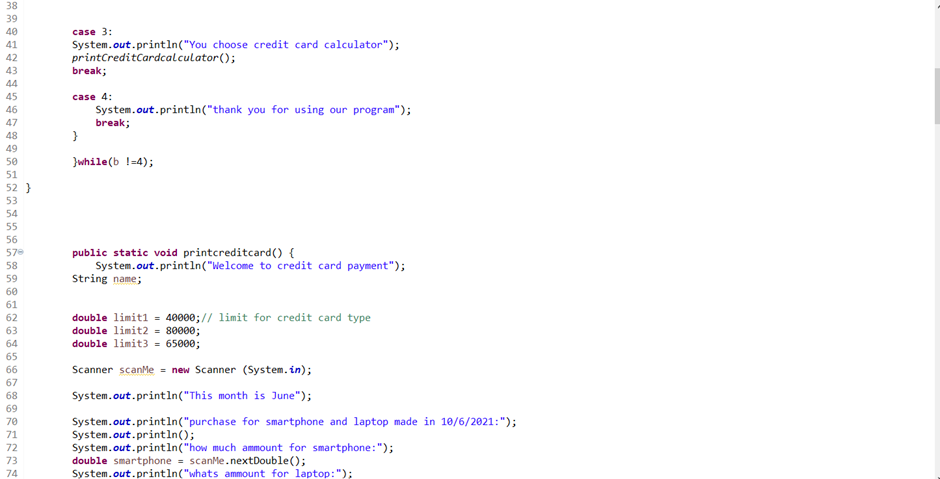 38
39
40 case 3:
41 System.out.println("You choose credit card calculator");
42 printCreditCardcalculator();
43 break;
44
45 case 4:
46 System.out.println("thank you for using our program");
47 break;
48 }
49
50 }while(b !=4);
51
52 }
53
54
55
56
57 public static void printcreditcard() {
58 System.out.println("Welcome to credit card payment");
59 String name;
60
61
62 double limit1 = 40000;// limit for credit card type
63 double limit2 = 80000;
64 double limit3 = 65000;
65
66 Scanner scanMe = new Scanner (System.in);
67
68 System.out.println("This month is June");
69
70 System.out.println("purchase for smartphone and laptop made in 10/6/2021:");
71 System.out.println();
72 System.out.println("how much ammount for smartphone:");
73 double smartphone = scanMe.nextDouble();
74 System.out.println("whats ammount for laptop:");